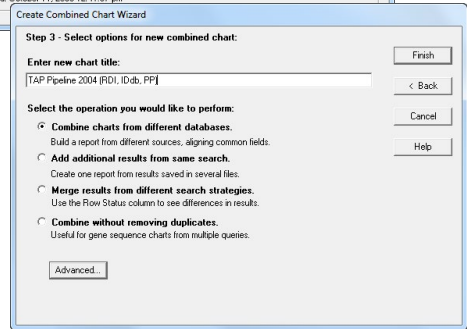 Create Combined Chart Wizard
Step 3 - Select options for new combined chart:
Enter new chart title:
TAP Pipeline 2004 (RDI, IDdb, PP)
Select the operation you would like to perform:
Combine charts from different databases.
Build a report from different sources, aligning common fields.
Add additional results from same search.
Create one report from results saved in several files.
Merge results from different search strategies.
Use the Row Status column to see differences in results.
Combine without removing duplicates.
Useful for gene sequence charts from multiple queries.
Advanced...
Finish
< Back
Cancel
Help